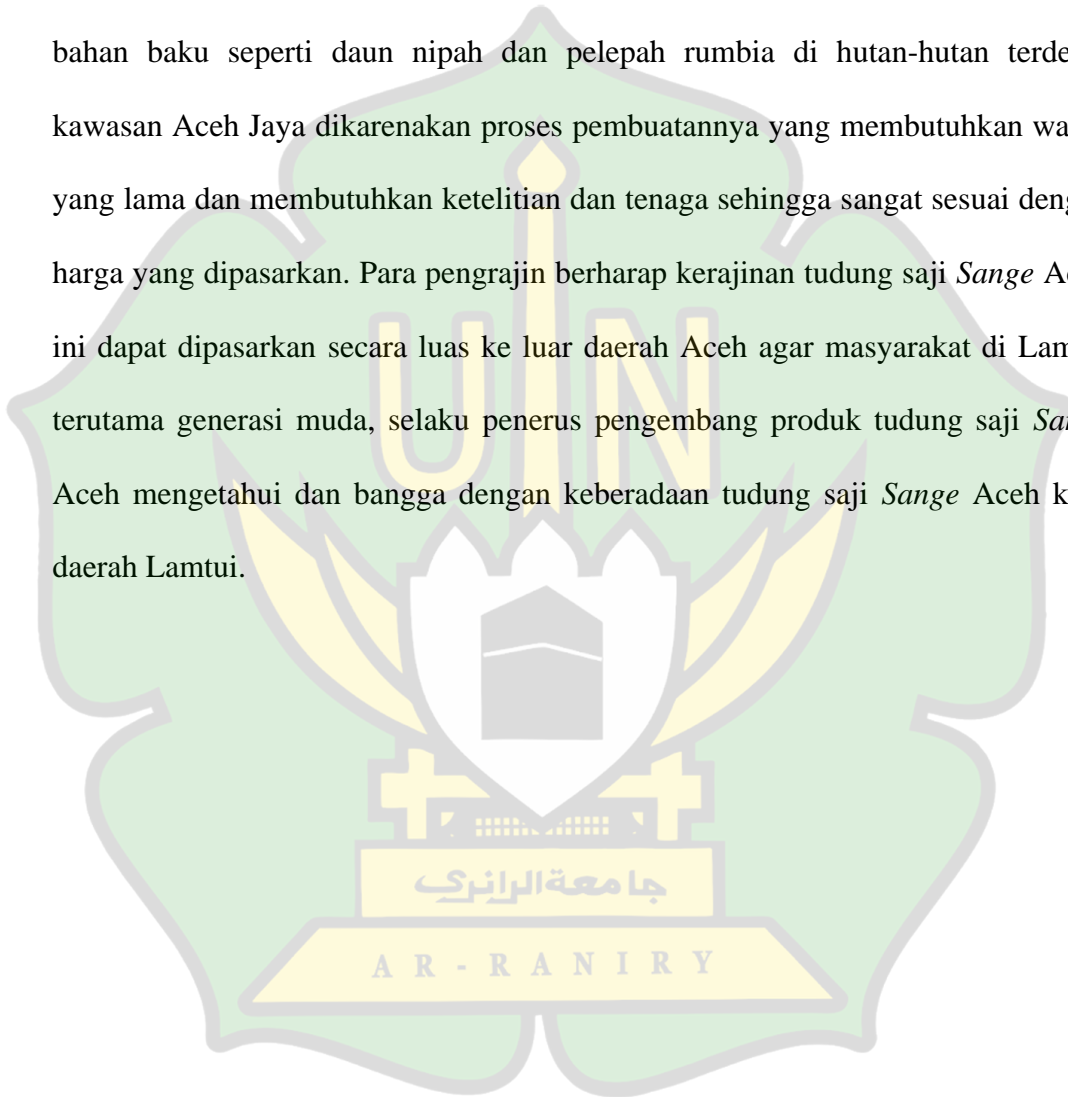 bahan baku seperti daun nipah dan pelepah rumbia di hutan-hutan terde
kawasan Aceh Jaya dikarenakan proses pembuatannya yang membutuhkan wa
yang lama dan membutuhkan ketelitian dan tenaga sehingga sangat sesuai deng
harga yang dipasarkan. Para pengrajin berharap kerajinan tudung saji Sange A
ini dapat dipasarkan secara luas ke luar daerah Aceh agar masyarakat di Lam
terutama generasi muda, selaku penerus pengembang produk tudung saji San
Aceh mengetahui dan bangga dengan keberadaan tudung saji Sange Aceh k
daerah Lamtui.
UIN
جامعة الرانري
AR-RANIRY